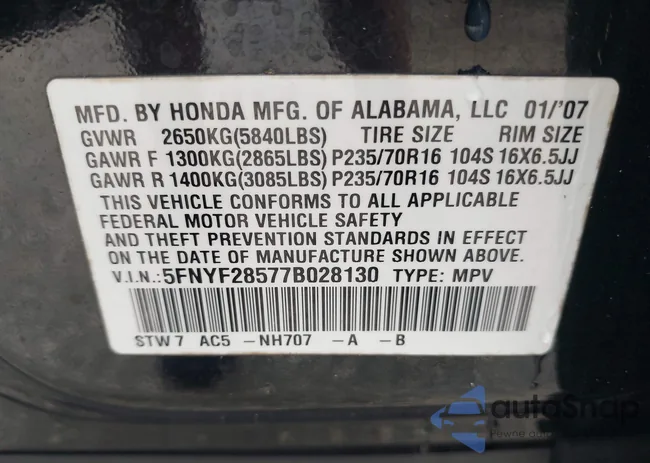 MFD. BY HONDA MFG. OF ALABAMA, LLC 01/'07
GVWR 2650KG(5840LBS) TIRE SIZE RIM SIZE
GAWR F 1300KG(2865LBS) P235/70R16 104S 16X6.5JJ
GAWR R 1400KG(3085LBS) P235/70R16 104S 16X6.5JJ
THIS VEHICLE CONFORMS TO ALL APPLICABLE
FEDERAL MOTOR VEHICLE SAFETY
AND THEFT PREVENTION STANDARDS IN EFFECT
ON THE DATE OF MANUFACTURE SHOWN ABOVE.
V.I.N.: 5FNYF28577B028130 TYPE: MPV
STW7 AC5 -NH707 -A -B
autoSnap
Pewne auto